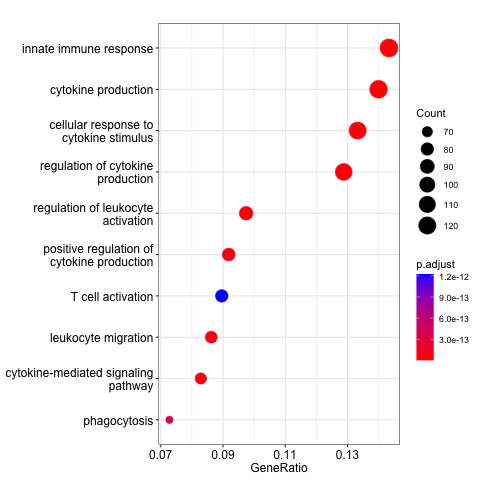 innate immune response
cytokine production
cellular response to
cytokine stimulus
regulation of cytokine
production
regulation of leukocyte
activation
positive regulation of
cytokine production
T cell activation
leukocyte migration
cytokine-mediated signaling
pathway
phagocytosis
0.07 0.09 0.11 0.13
GeneRatio
Count
70
80
90
100
110
120
p.adjust
1.2e-12
9.0e-13
6.0e-13
3.0e-13